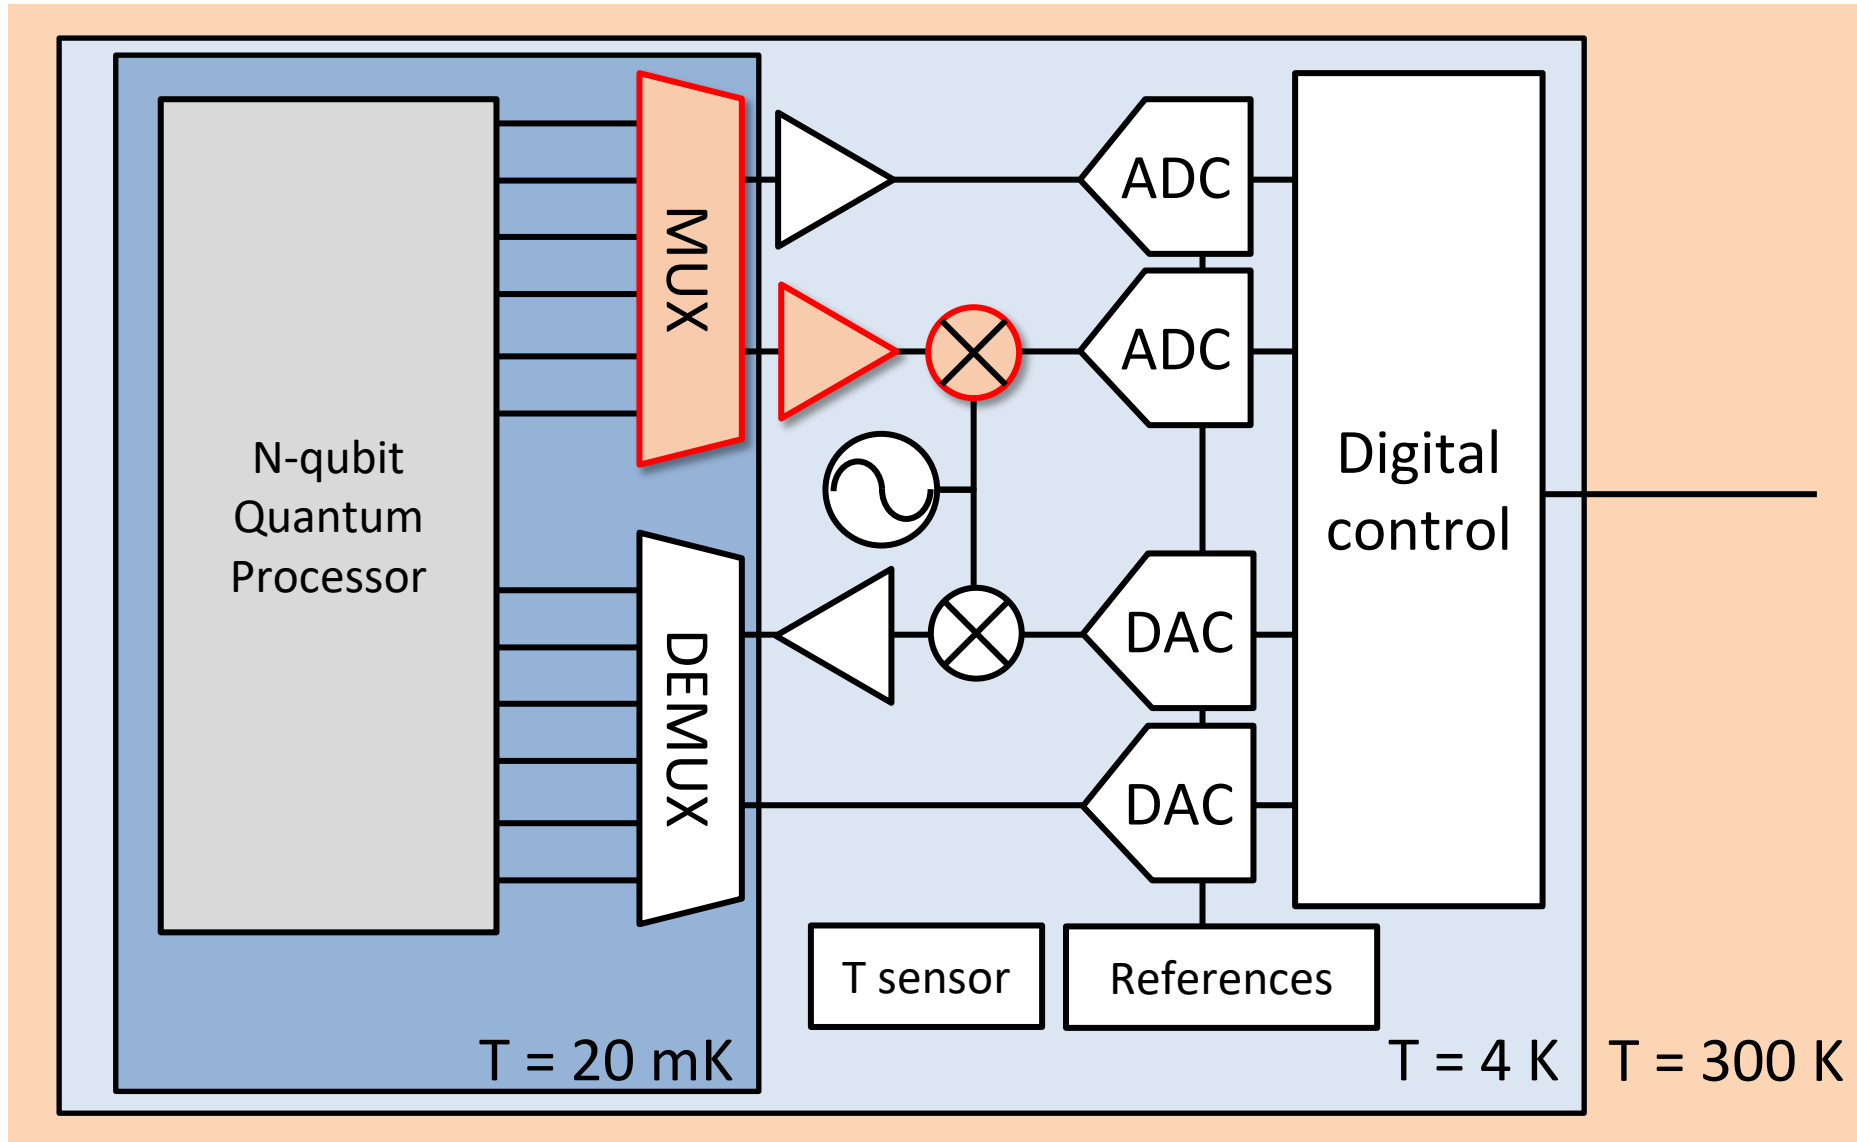 N-qubit
Quantum
Processor
MUX
DEMUX
ADC
ADC
DAC
DAC
Digital
control
T sensor
References
T = 20 mK
T = 4 K
T = 300 K